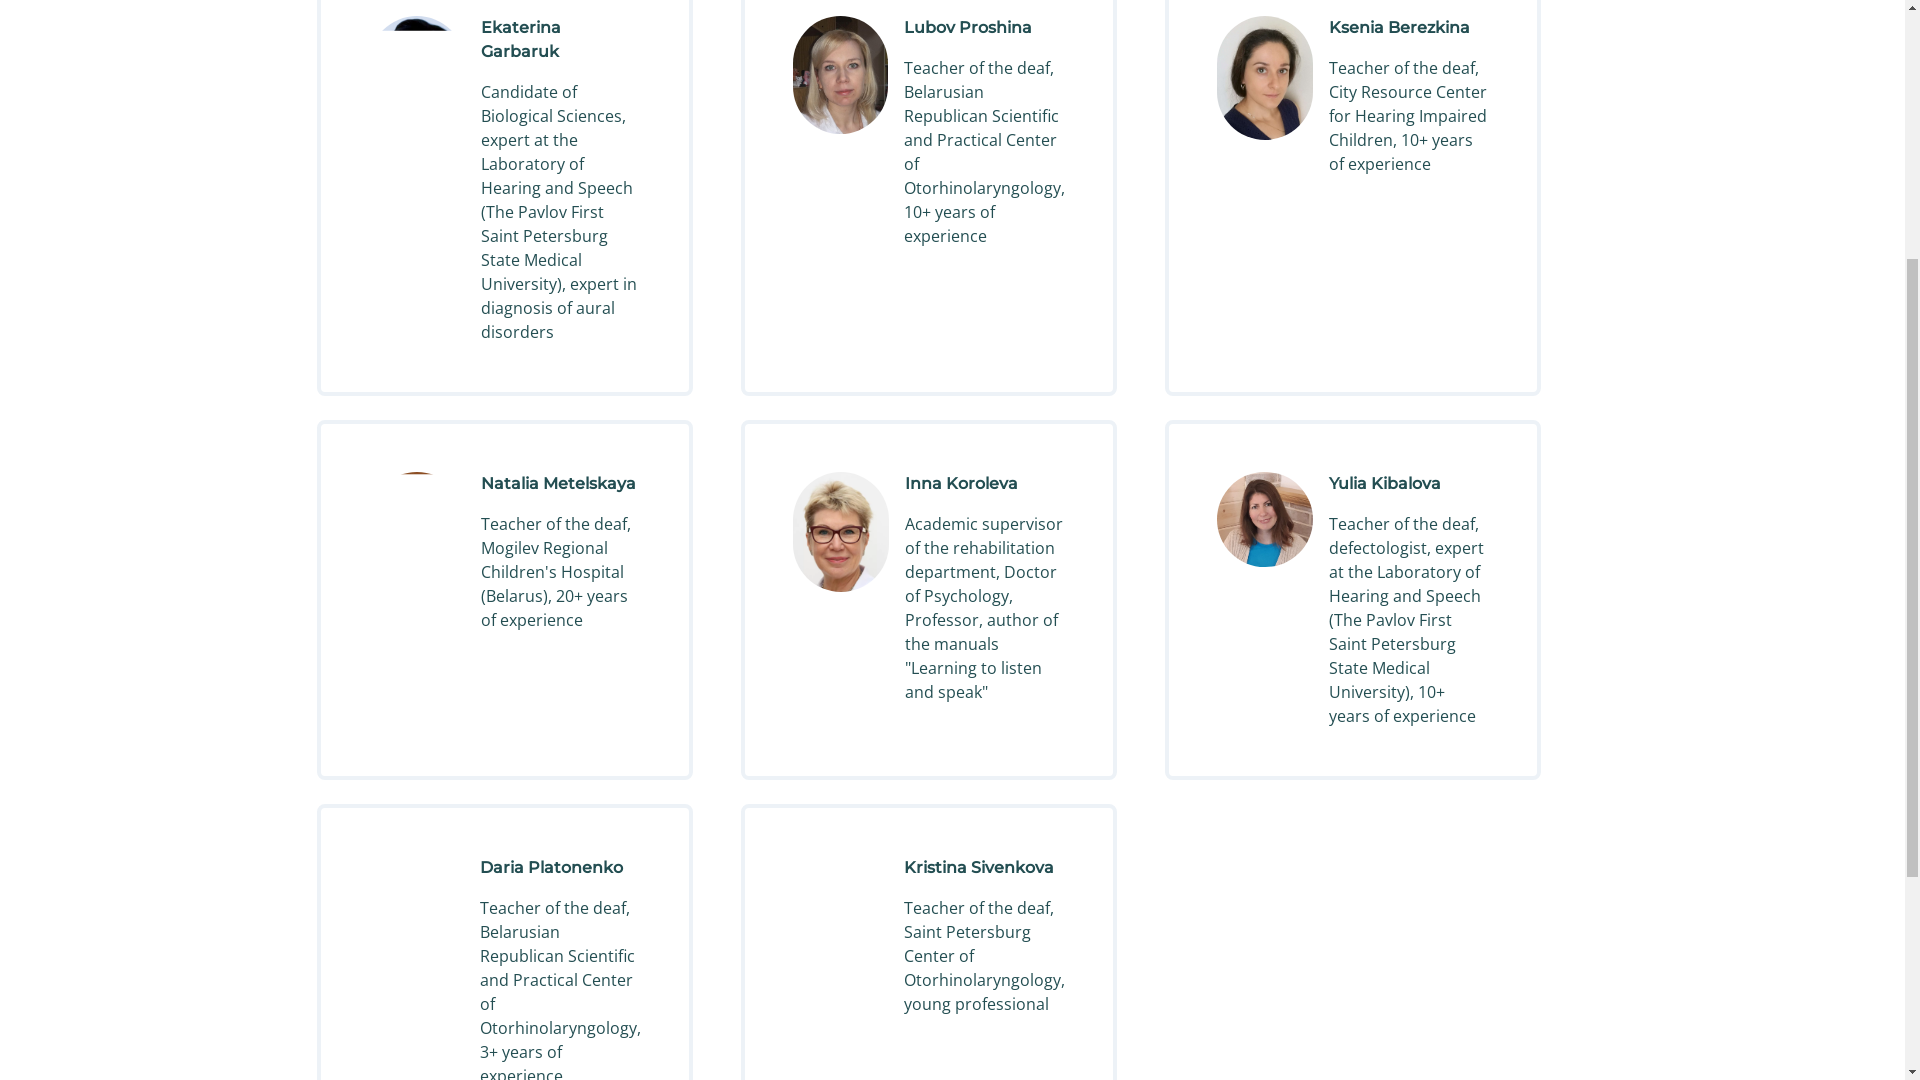 Ekaterina
Garbaruk
Candidate of
Biological Sciences,
expert at the
Laboratory of
Hearing and Speech
(The Pavlov First
Saint Petersburg
State Medical
University), expert in
diagnosis of aural
disorders
Lubov Proshina
Teacher of the deaf,
Belarusian
Republican Scientific
and Practical Center
of
Otorhinolaryngology,
10+ years of
experience
Ksenia Berezkina
Teacher of the deaf,
City Resource Center
for Hearing Impaired
Children, 10+ years
of experience
Natalia Metelskaya
Teacher of the deaf,
Mogilev Regional
Children's Hospital
(Belarus), 20+ years
of experience
Inna Koroleva
Academic supervisor
of the rehabilitation
department, Doctor
of Psychology,
Professor, author of
the manuals
"Learning to listen
and speak"
Yulia Kibalova
Teacher of the deaf,
defectologist, expert
at the Laboratory of
Hearing and Speech
(The Pavlov First
Saint Petersburg
State Medical
University), 10+
years of experience
Daria Platonenko
Teacher of the deaf,
Belarusian
Republican Scientific
and Practical Center
of
Otorhinolaryngology,
3+ years of
experience
Kristina Sivenkova
Teacher of the deaf,
Saint Petersburg
Center of
Otorhinolaryngology,
young professional